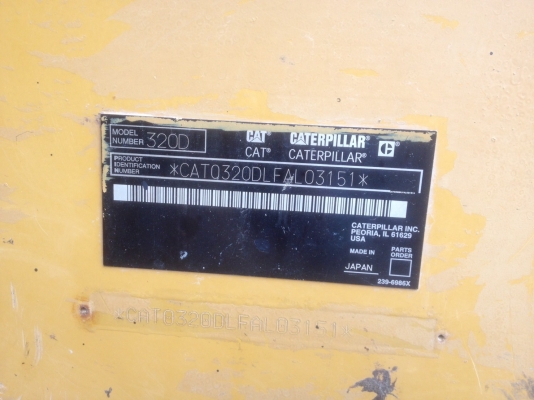 MODEL NUMBER 320D
CAT® CATERPILLAR® C
CAT® CATERPILLAR®
PRODUCT IDENTIFICATION NUMBER *CAT0320DLFAL03151*
CATERPILLAR INC.
PEORIA, IL 61629
USA
MADE IN JAPAN
PARTS ORDER
239-6986X
*CAT0320DLFAL03151*